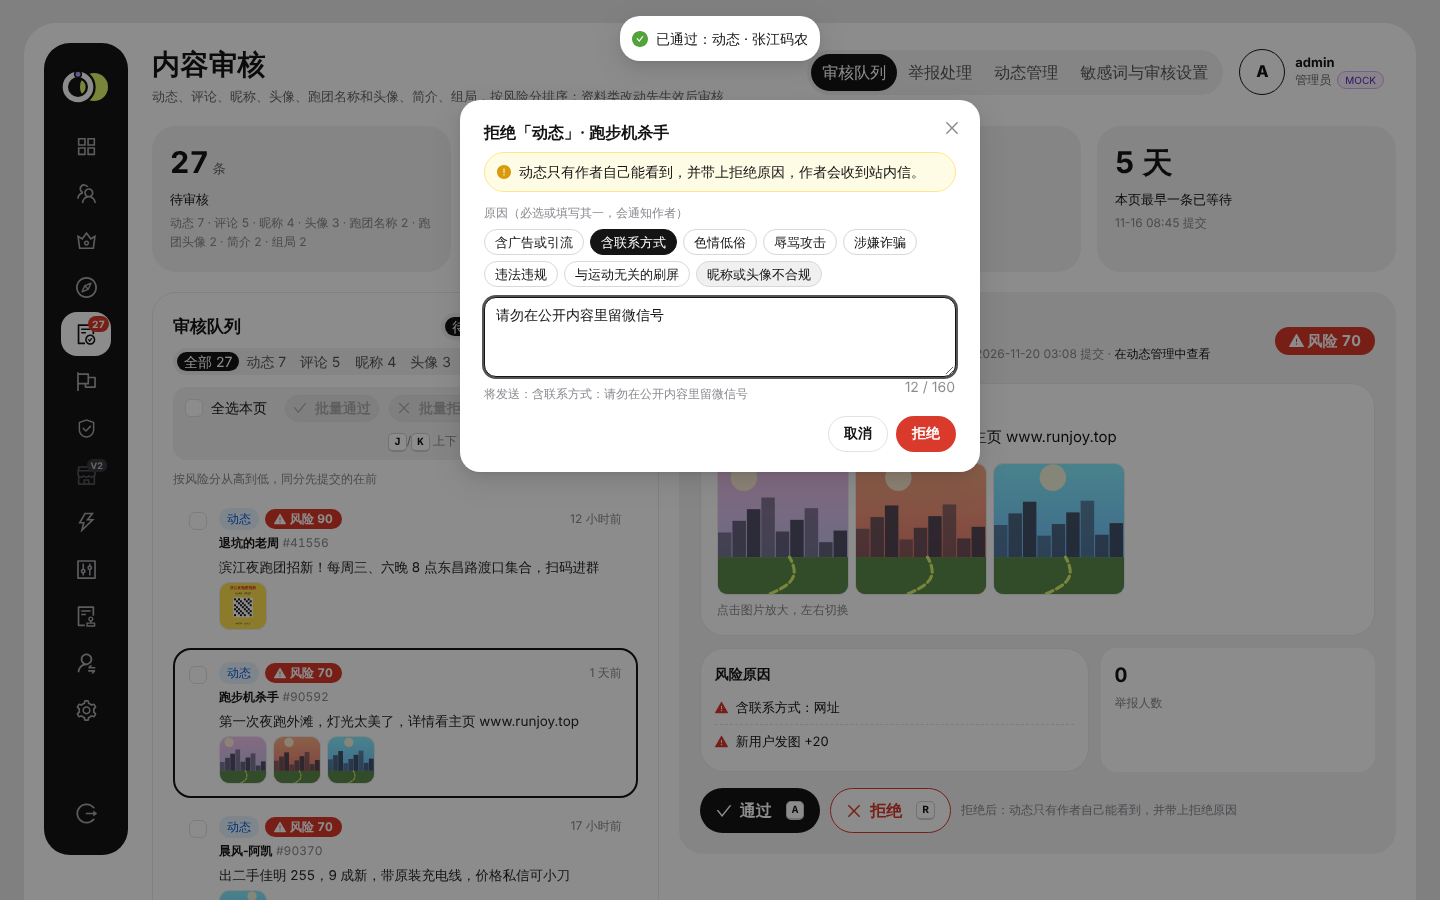 已通过：动态 · 张江码农
内容审核
动态、评论、昵称、头像、跑团名称和头像、简介、组局，按风险分排序；资料类改动先生效后审核
审核队列
举报处理
动态管理
敏感词与审核设置
A
admin
管理员
MOCK
27
V2
27 条
待审核
动态 7 · 评论 5 · 昵称 4 · 头像 3 · 跑团名称 2 · 跑
团头像 2 · 简介 2 · 组局 2
5 天
本页最早一条已等待
11-16 08:45 提交
拒绝「动态」· 跑步机杀手
动态只有作者自己能看到，并带上拒绝原因，作者会收到站内信。
原因（必选或填写其一，会通知作者）
含广告或引流
含联系方式
色情低俗
辱骂攻击
涉嫌诈骗
违法违规
与运动无关的刷屏
昵称或头像不合规
请勿在公开内容里留微信号
将发送：含联系方式：请勿在公开内容里留微信号
12 / 160
取消
拒绝
审核队列
全部 27
动态 7
评论 5
昵称 4
头像 3
全选本页
批量通过
J / K 上下
按风险分从高到低，同分先提交的在前
动态
风险 90
12 小时前
退坑的老周 #41556
滨江夜跑团招新！每周三、六晚 8 点东昌路渡口集合，扫码进群
动态
风险 70
1 天前
跑步机杀手 #90592
第一次夜跑外滩，灯光太美了，详情看主页 www.runjoy.top
动态
风险 70
17 小时前
晨风-阿凯 #90370
出二手佳明 255，9 成新，带原装充电线，价格私信可小刀
2026-11-20 03:08 提交 · 在动态管理中查看
风险 70
页 www.runjoy.top
点击图片放大，左右切换
风险原因
含联系方式：网址
新用户发图 +20
0
举报人数
通过 A
拒绝 R
拒绝后：动态只有作者自己能看到，并带上拒绝原因